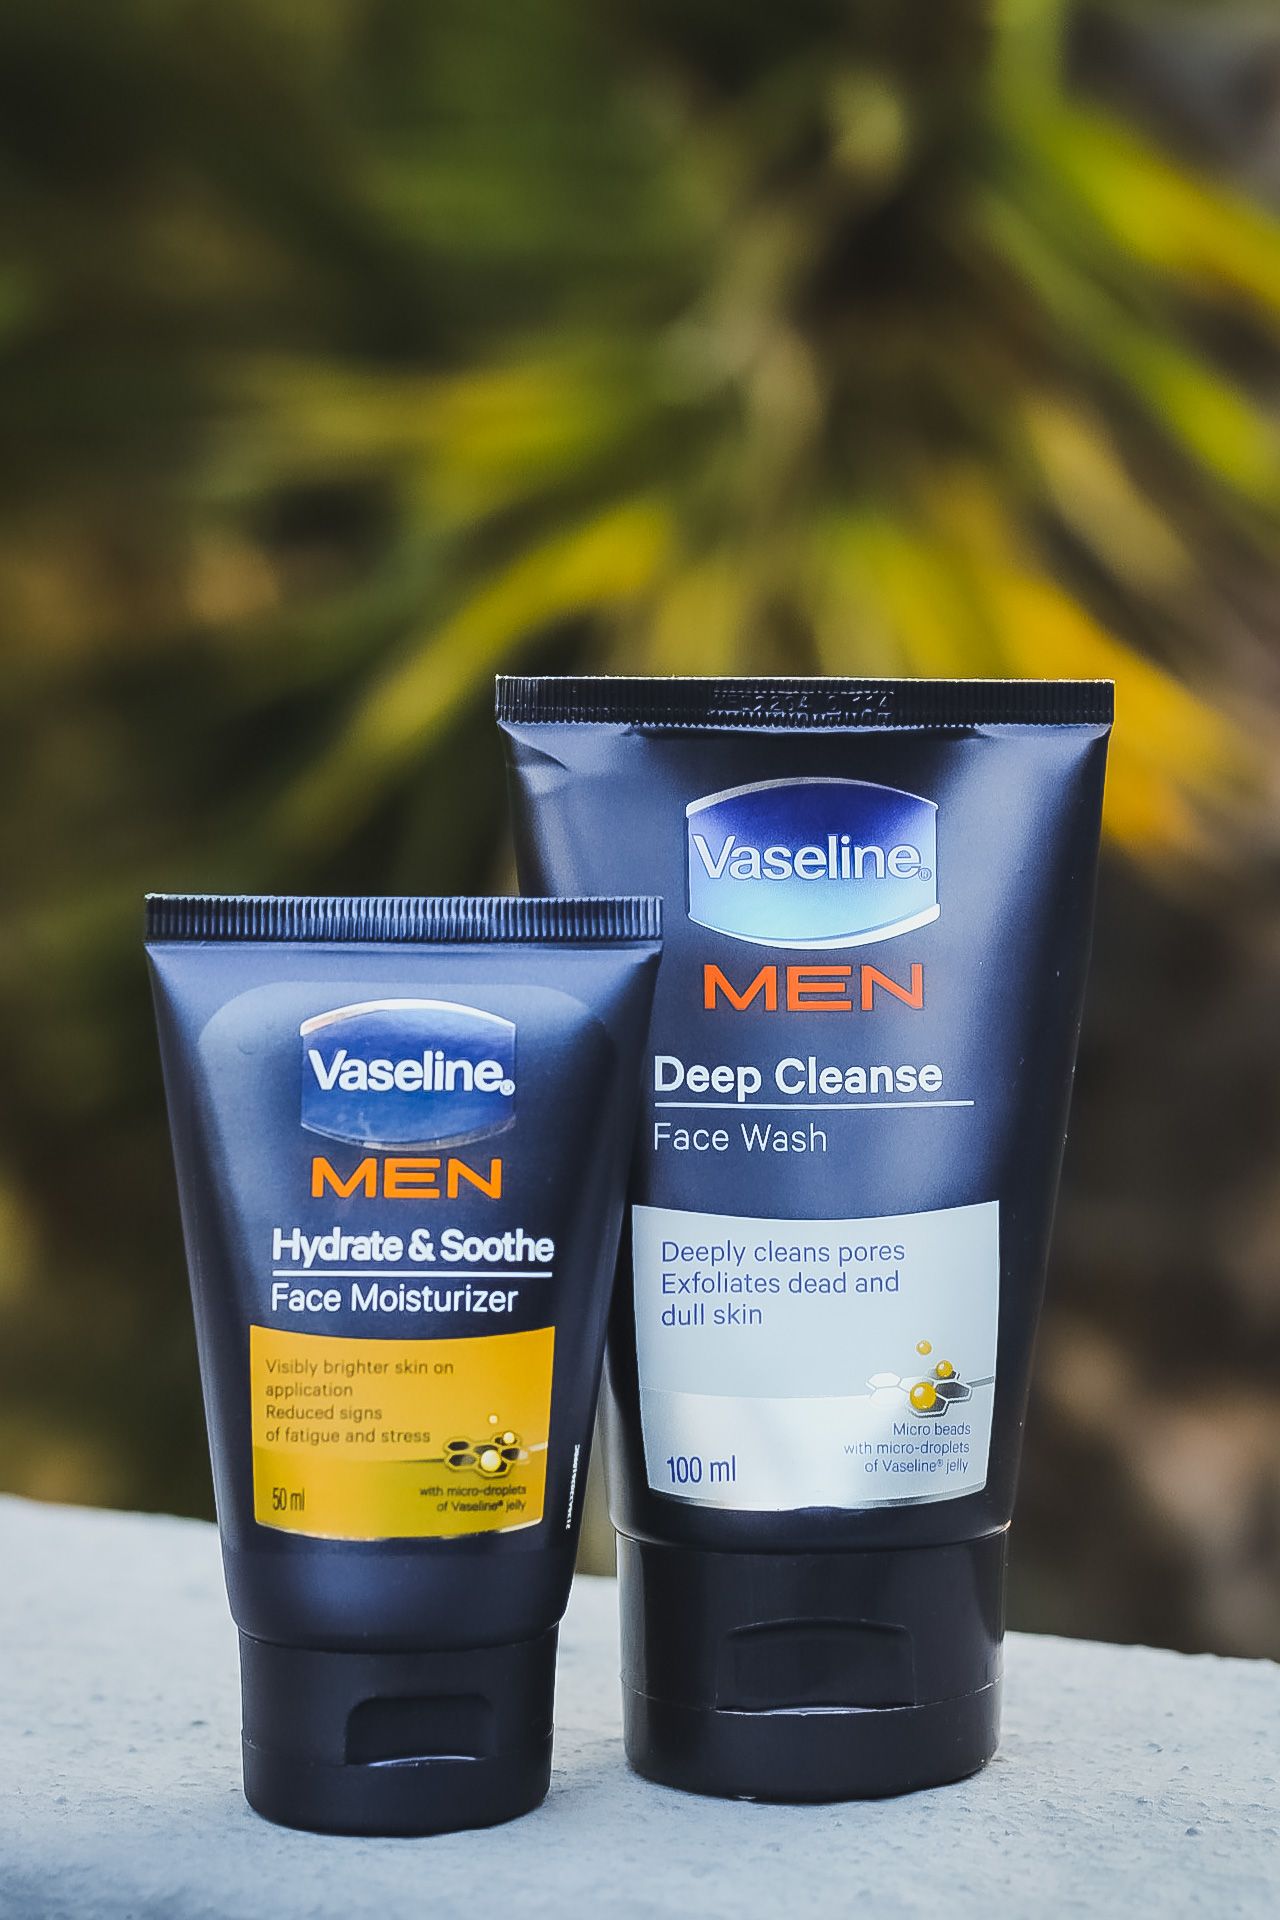 Vaseline®
MEN
Hydrate & Soothe
Face Moisturizer
Visibly brighter skin on
application
Reduced signs
of fatigue and stress
50 ml
with micro-droplets
of Vaseline® jelly
Vaseline®
MEN
Deep Cleanse
Face Wash
Deeply cleans pores
Exfoliates dead and
dull skin
Micro beads
with micro-droplets
of Vaseline® jelly
100 ml